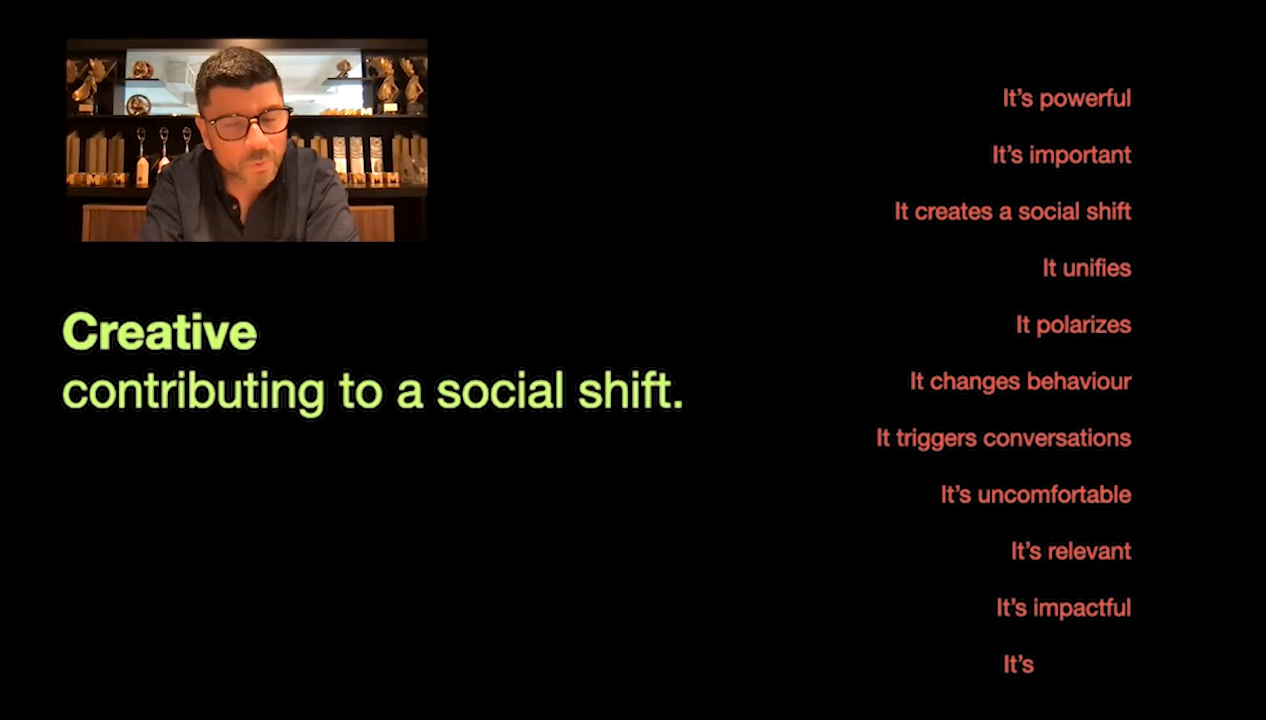 Creative
contributing to a social shift.
It's powerful
It's important
It creates a social shift
It unifies
It polarizes
It changes behaviour
It triggers conversations
It's uncomfortable
It's relevant
It's impactful
It's